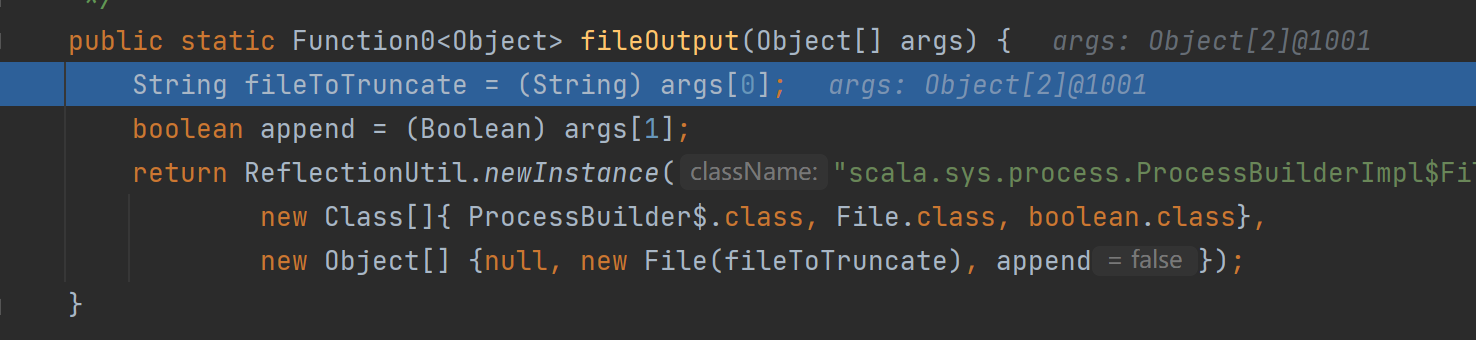 */
public static Function0<Object> fileOutput(Object[] args) {   args: Object[2]@1001
String fileToTruncate = (String) args[0];   args: Object[2]@1001
boolean append = (Boolean) args[1];
return ReflectionUtil.newInstance( className: "scala.sys.process.ProcessBuilderImpl$Fi
new Class[]{ ProcessBuilder$.class, File.class, boolean.class},
new Object[] {null, new File(fileToTruncate), append = false });
}